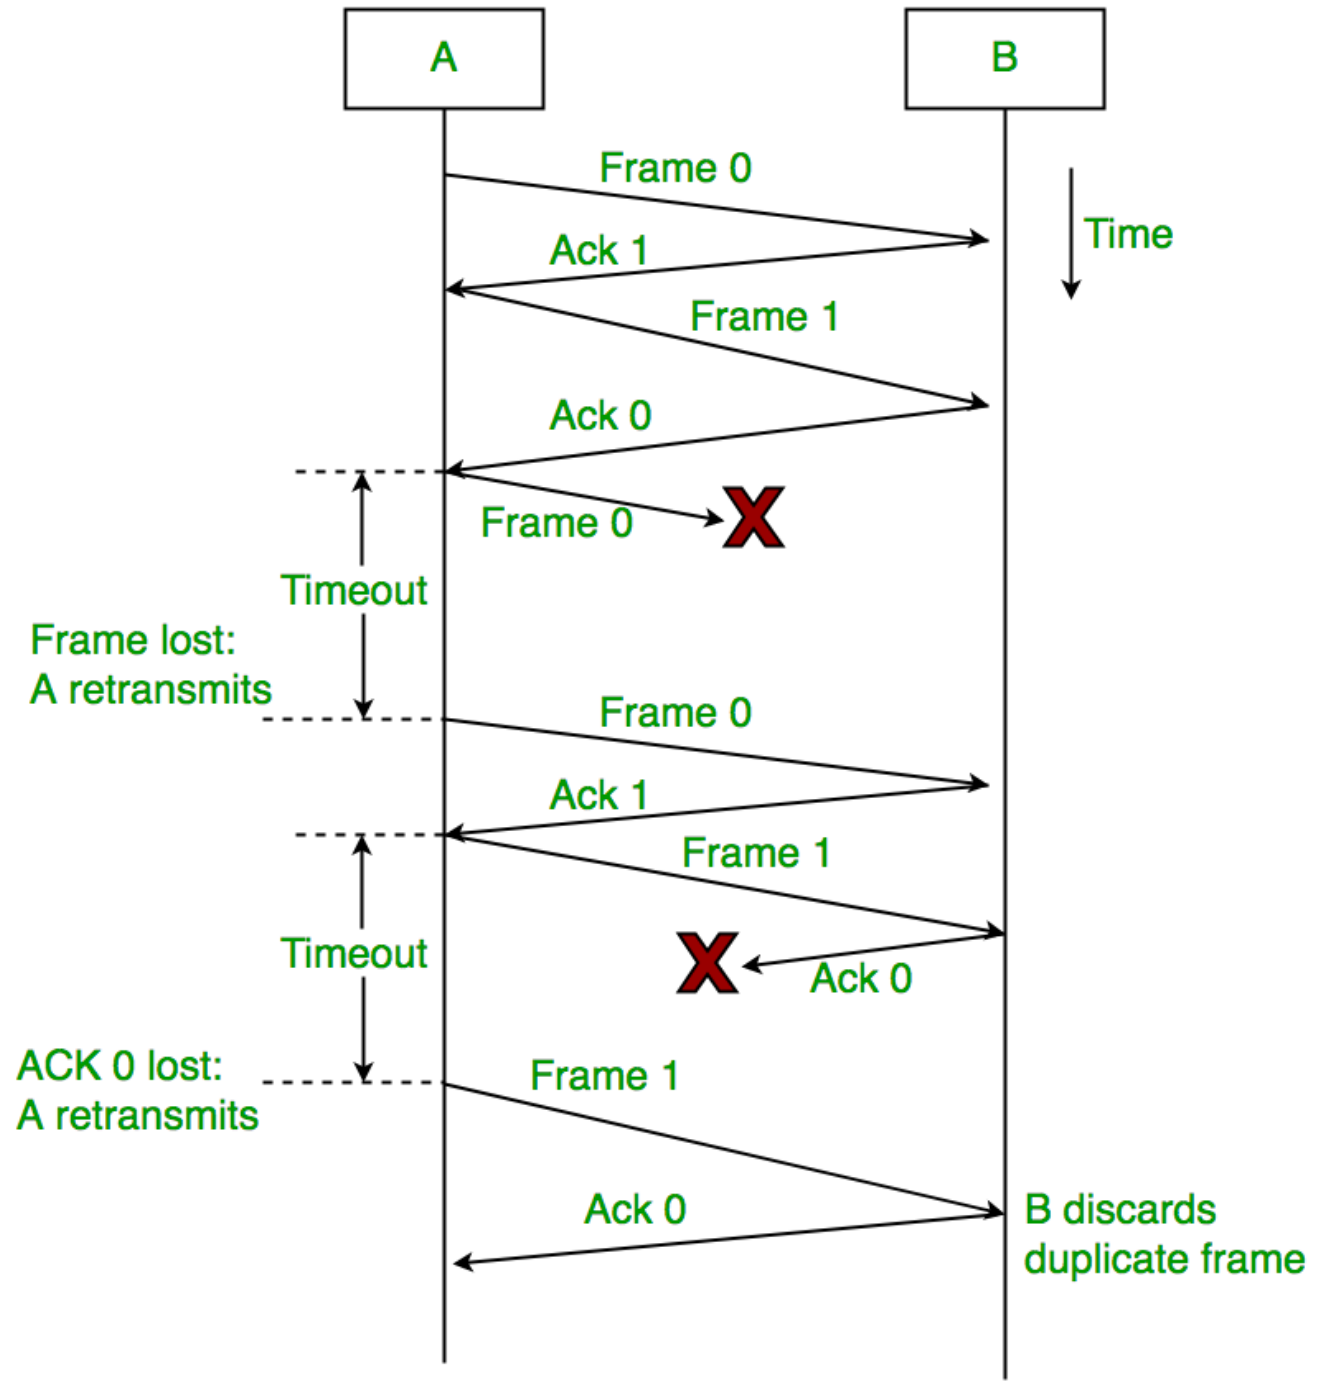 A
B
Frame 0
Time
Ack 1
Frame 1
Ack 0
Frame 0
Timeout
Frame lost:
A retransmits
Frame 0
Ack 1
Frame 1
Timeout
Ack 0
ACK 0 lost:
A retransmits
Frame 1
Ack 0
B discards
duplicate frame